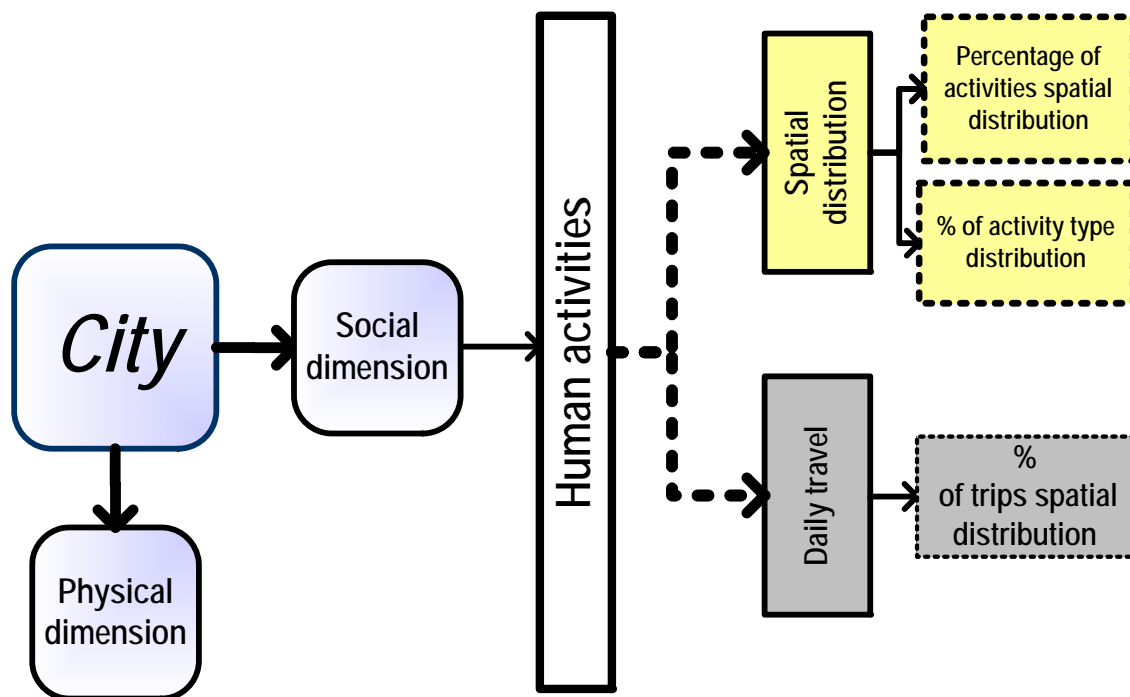 City
Physical
dimension
Social
dimension
Human activities
Spatial
distribution
Percentage of
activities spatial
distribution
% of activity type
distribution
Daily travel
%
of trips spatial
distribution